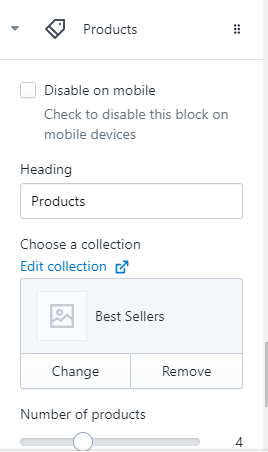 Products
Disable on mobile
Check to disable this block on
mobile devices
Heading
Products
Choose a collection
Edit collection
Best Sellers
Change Remove
Number of products
4